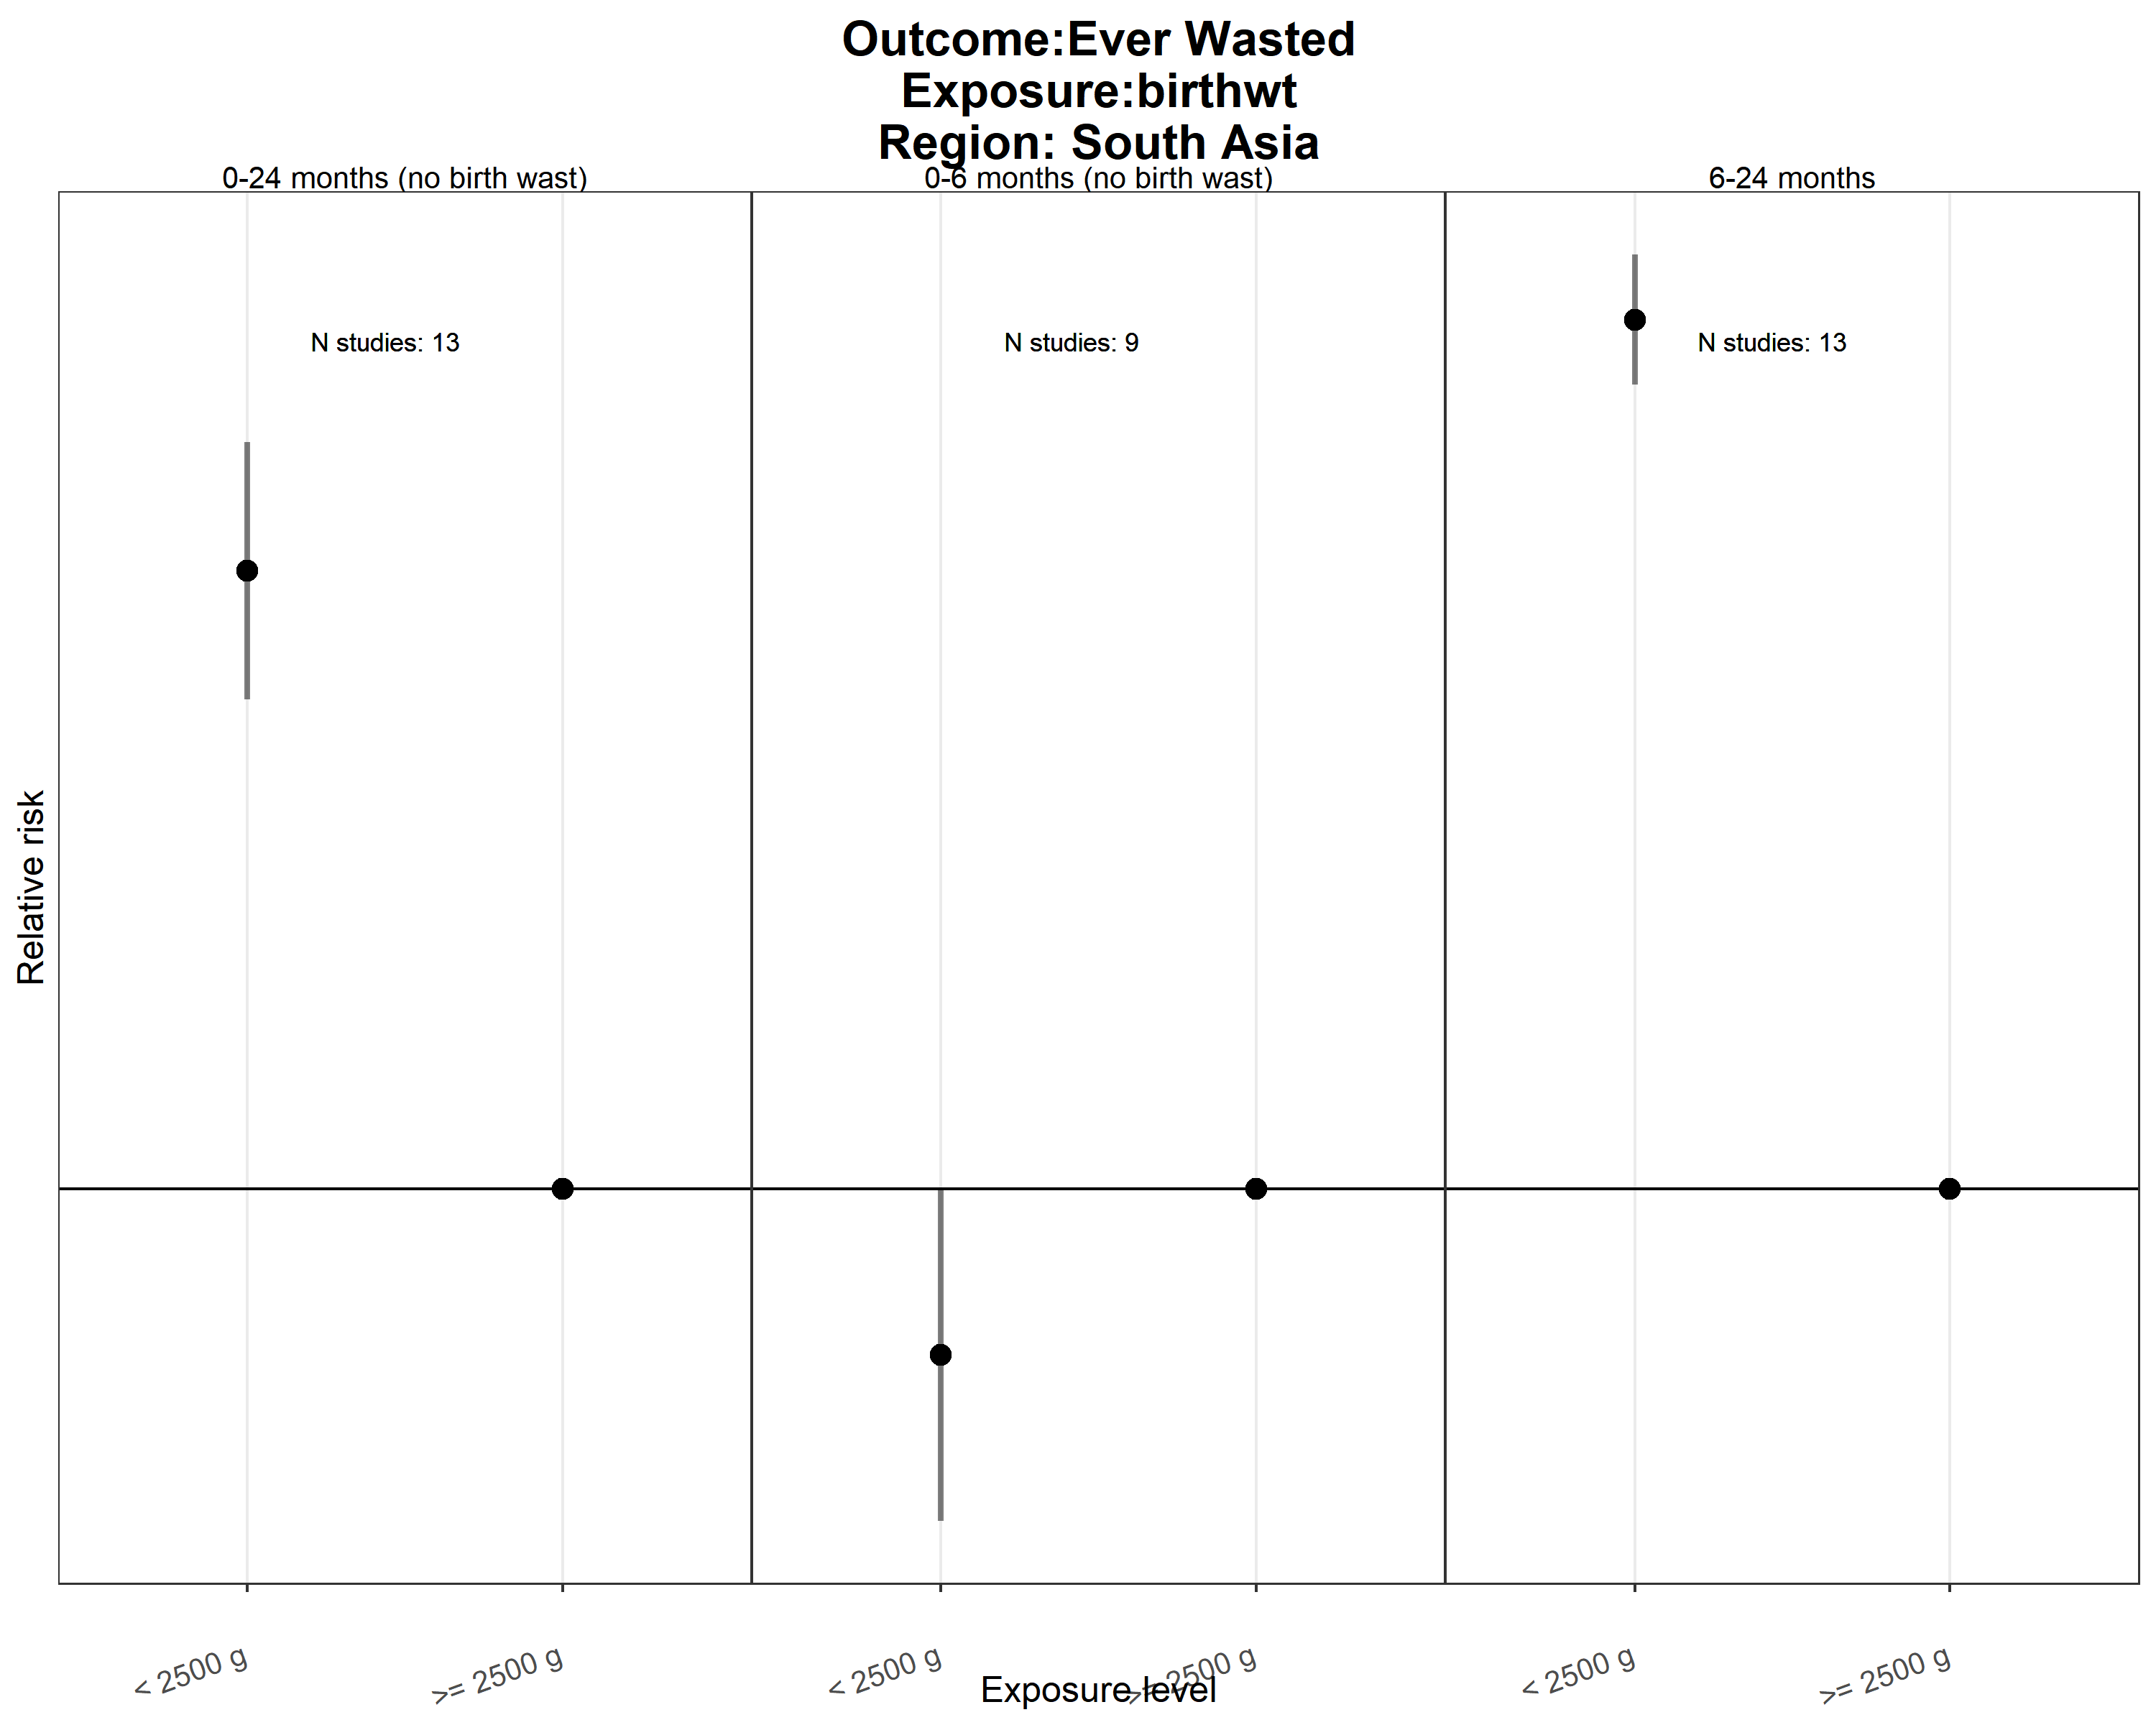 Outcome:Ever Wasted
Exposure:birthwt
Region: South Asia
0-24 months (no birth wast)
0-6 months (no birth wast)
6-24 months
N studies: 13
N studies: 9
N studies: 13
Relative risk
< 2500 g
>= 2500 g
< 2500 g
>= 2500 g
< 2500 g
>= 2500 g
Exposure level